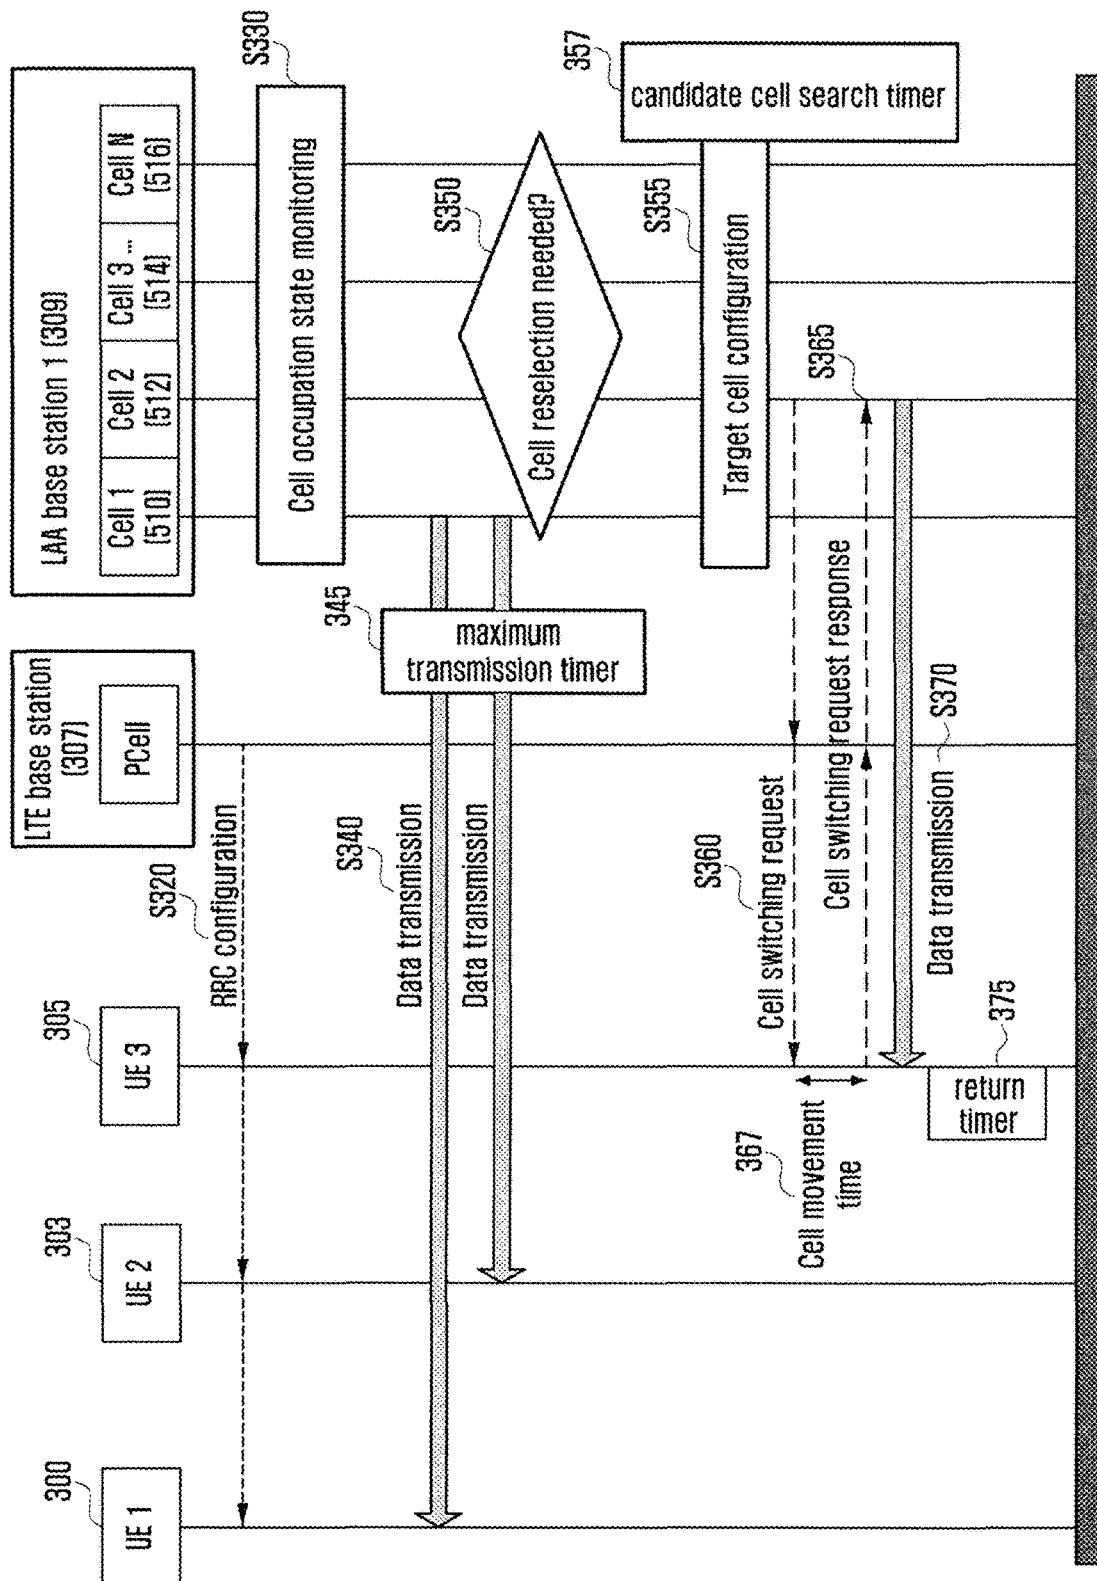 300
UE 1
303
UE 2
305
UE 3
LTE base station
(307)
PCell
LAA base station 1 (309)
Cell 1
(510)
Cell 2
(512)
Cell 3 ...
(514)
Cell N
(516)
S320
RRC configuration
S330
Cell occupation state monitoring
S340
Data transmission
Data transmission
345
maximum
transmission timer
S350
Cell reselection needed?
S355
Target cell configuration
357
candidate cell search timer
S360
Cell switching request
S365
Cell switching request response
367
Cell movement
time
Data transmission
S370
375
return
timer